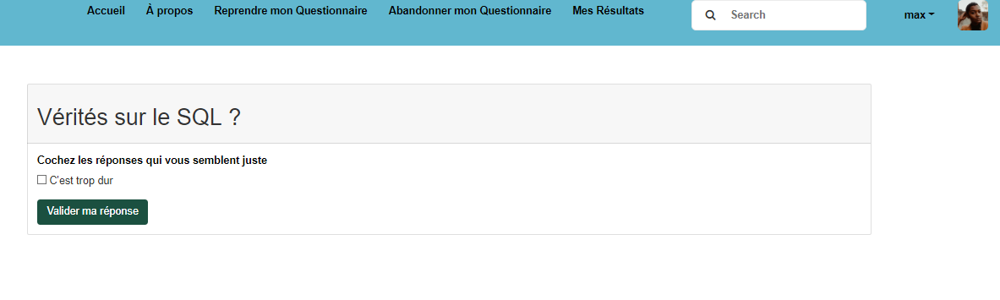 Accueil À propos Reprendre mon Questionnaire Abandonner mon Questionnaire Mes Résultats Search max
Vérités sur le SQL ?
Cochez les réponses qui vous semblent juste
C'est trop dur
Valider ma réponse